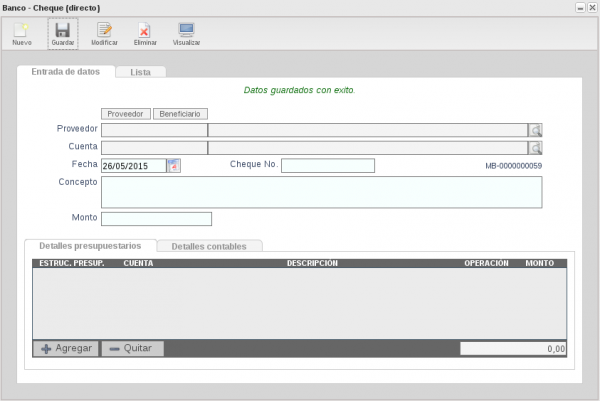 Banco - Cheque (directo)
Nuevo Guardar Modificar Eliminar Visualizar
Entrada de datos Lista
Datos guardados con exito.
Proveedor Beneficiario
Proveedor
Cuenta
Fecha 26/05/2015 Cheque No. MB-0000000059
Concepto
Monto
Detalles presupuestarios Detalles contables
ESTRUC. PRESUP. CUENTA DESCRIPCIÓN OPERACIÓN MONTO
Agregar Quitar 0,00